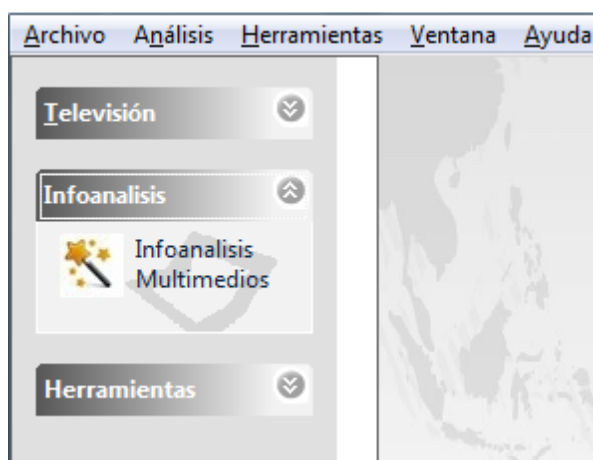 Archivo Análisis Herramientas Ventana Ayuda
Televisión
Infoanalisis
Infoanalisis
Multimedios
Herramientas